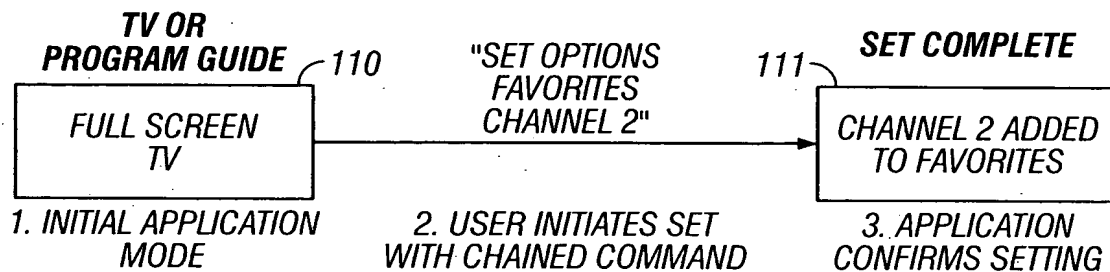 TV OR
PROGRAM GUIDE
110
FULL SCREEN
TV
1. INITIAL APPLICATION
MODE
"SET OPTIONS
FAVORITES
CHANNEL 2"
2. USER INITIATES SET
WITH CHAINED COMMAND
SET COMPLETE
111
CHANNEL 2 ADDED
TO FAVORITES
3. APPLICATION
CONFIRMS SETTING